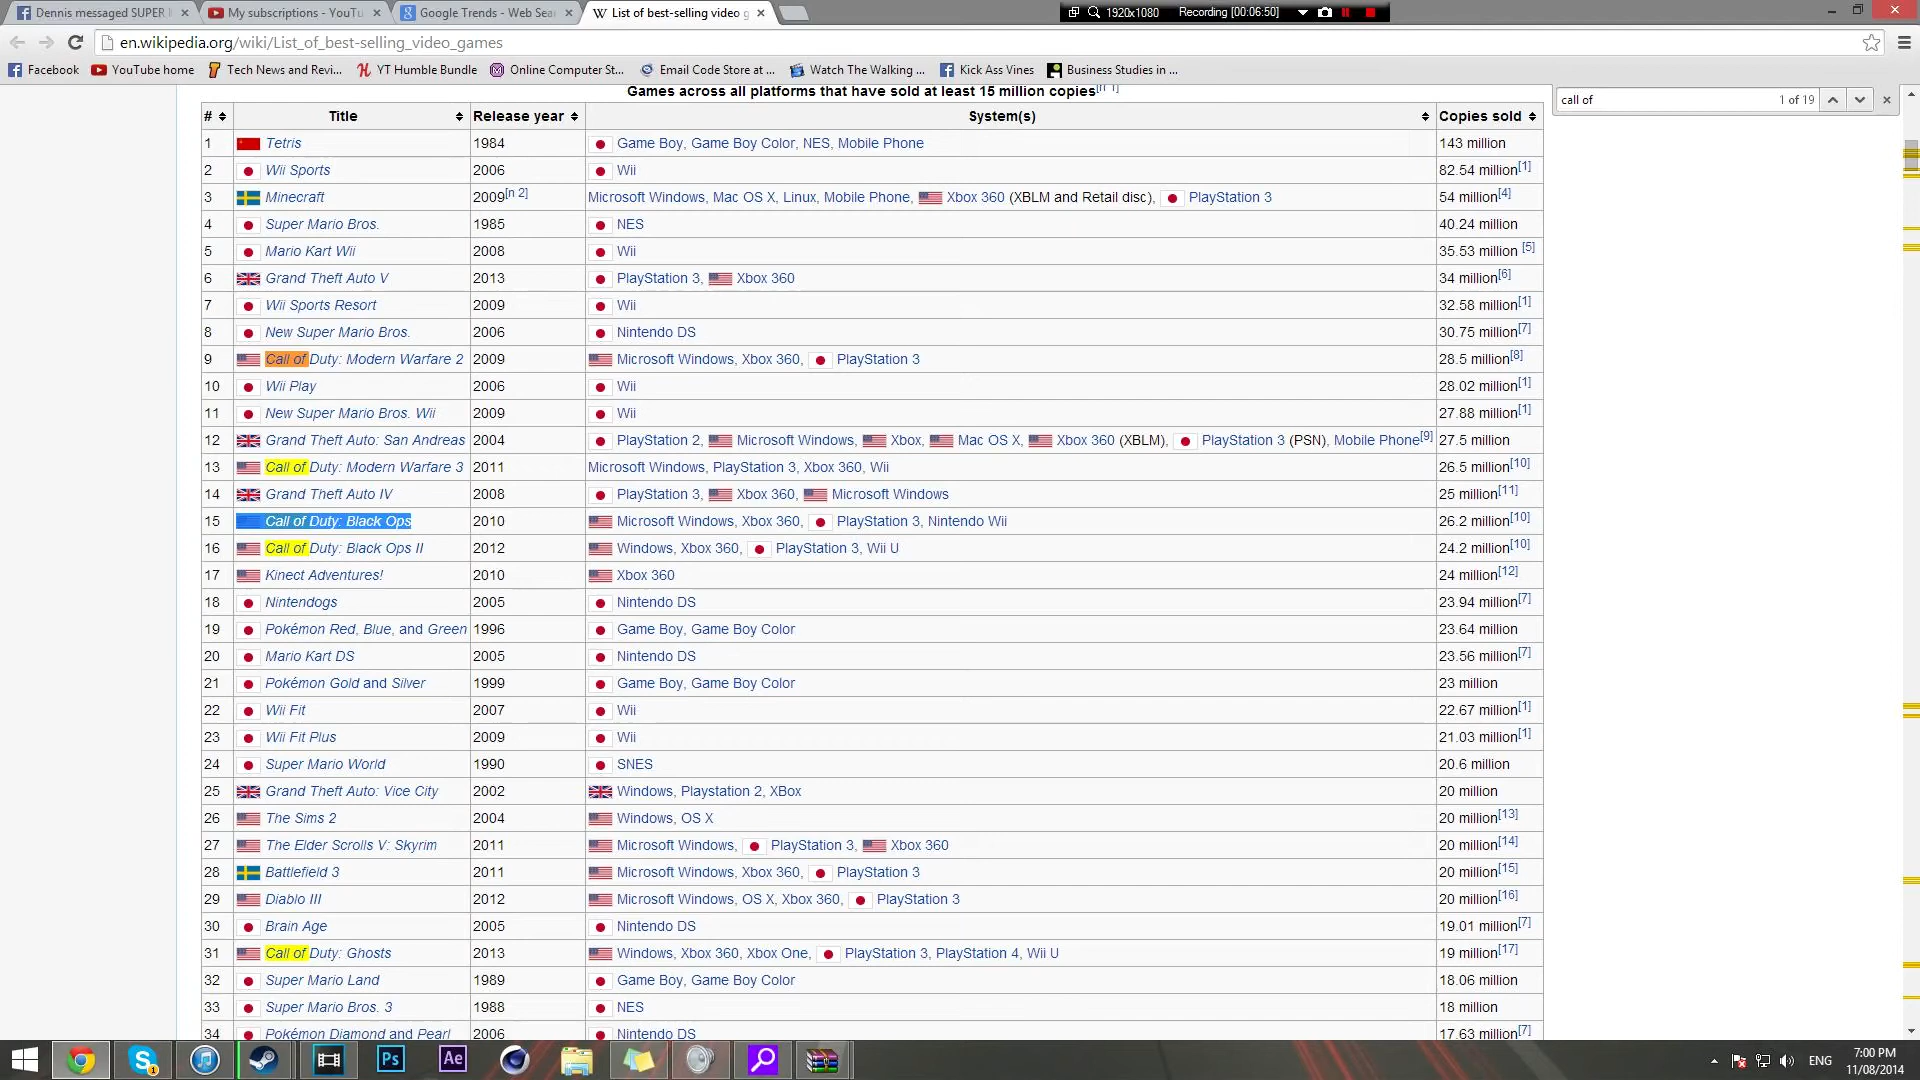 Dennis messaged SUPER
My subscriptions - YouTu
Google Trends - Web Sea
List of best-selling video g
1920x1080
Recording [00:06:50]
en.wikipedia.org/wiki/List_of_best-selling_video_games
Facebook YouTube home Tech News and Revi... YT Humble Bundle Online Computer St... Email Code Store at ... Watch The Walking ... Kick Ass Vines Business Studies in ...
call of 1 of 19
Games across all platforms that have sold at least 15 million copies[n 1]
# Title Release year System(s) Copies sold
1 Tetris 1984 Game Boy, Game Boy Color, NES, Mobile Phone 143 million
2 Wii Sports 2006 Wii 82.54 million[1]
3 Minecraft 2009[n 2] Microsoft Windows, Mac OS X, Linux, Mobile Phone, Xbox 360 (XBLM and Retail disc), PlayStation 3 54 million[4]
4 Super Mario Bros. 1985 NES 40.24 million
5 Mario Kart Wii 2008 Wii 35.53 million [5]
6 Grand Theft Auto V 2013 PlayStation 3, Xbox 360 34 million[6]
7 Wii Sports Resort 2009 Wii 32.58 million[1]
8 New Super Mario Bros. 2006 Nintendo DS 30.75 million[7]
9 Call of Duty: Modern Warfare 2 2009 Microsoft Windows, Xbox 360, PlayStation 3 28.5 million[8]
10 Wii Play 2006 Wii 28.02 million[1]
11 New Super Mario Bros. Wii 2009 Wii 27.88 million[1]
12 Grand Theft Auto: San Andreas 2004 PlayStation 2, Microsoft Windows, Xbox, Mac OS X, Xbox 360 (XBLM), PlayStation 3 (PSN), Mobile Phone[9] 27.5 million
13 Call of Duty: Modern Warfare 3 2011 Microsoft Windows, PlayStation 3, Xbox 360, Wii 26.5 million[10]
14 Grand Theft Auto IV 2008 PlayStation 3, Xbox 360, Microsoft Windows 25 million[11]
15 Call of Duty: Black Ops 2010 Microsoft Windows, Xbox 360, PlayStation 3, Nintendo Wii 26.2 million[10]
16 Call of Duty: Black Ops II 2012 Windows, Xbox 360, PlayStation 3, Wii U 24.2 million[10]
17 Kinect Adventures! 2010 Xbox 360 24 million[12]
18 Nintendogs 2005 Nintendo DS 23.94 million[7]
19 Pokémon Red, Blue, and Green 1996 Game Boy, Game Boy Color 23.64 million
20 Mario Kart DS 2005 Nintendo DS 23.56 million[7]
21 Pokémon Gold and Silver 1999 Game Boy, Game Boy Color 23 million
22 Wii Fit 2007 Wii 22.67 million[1]
23 Wii Fit Plus 2009 Wii 21.03 million[1]
24 Super Mario World 1990 SNES 20.6 million
25 Grand Theft Auto: Vice City 2002 Windows, Playstation 2, XBox 20 million
26 The Sims 2 2004 Windows, OS X 20 million[13]
27 The Elder Scrolls V: Skyrim 2011 Microsoft Windows, PlayStation 3, Xbox 360 20 million[14]
28 Battlefield 3 2011 Microsoft Windows, Xbox 360, PlayStation 3 20 million[15]
29 Diablo III 2012 Microsoft Windows, OS X, Xbox 360, PlayStation 3 20 million[16]
30 Brain Age 2005 Nintendo DS 19.01 million[7]
31 Call of Duty: Ghosts 2013 Windows, Xbox 360, Xbox One, PlayStation 3, PlayStation 4, Wii U 19 million[17]
32 Super Mario Land 1989 Game Boy, Game Boy Color 18.06 million
33 Super Mario Bros. 3 1988 NES 18 million
34 Pokémon Diamond and Pearl 2006 Nintendo DS 17.63 million[7]
Ps Ae
ENG
7:00 PM
11/08/2014